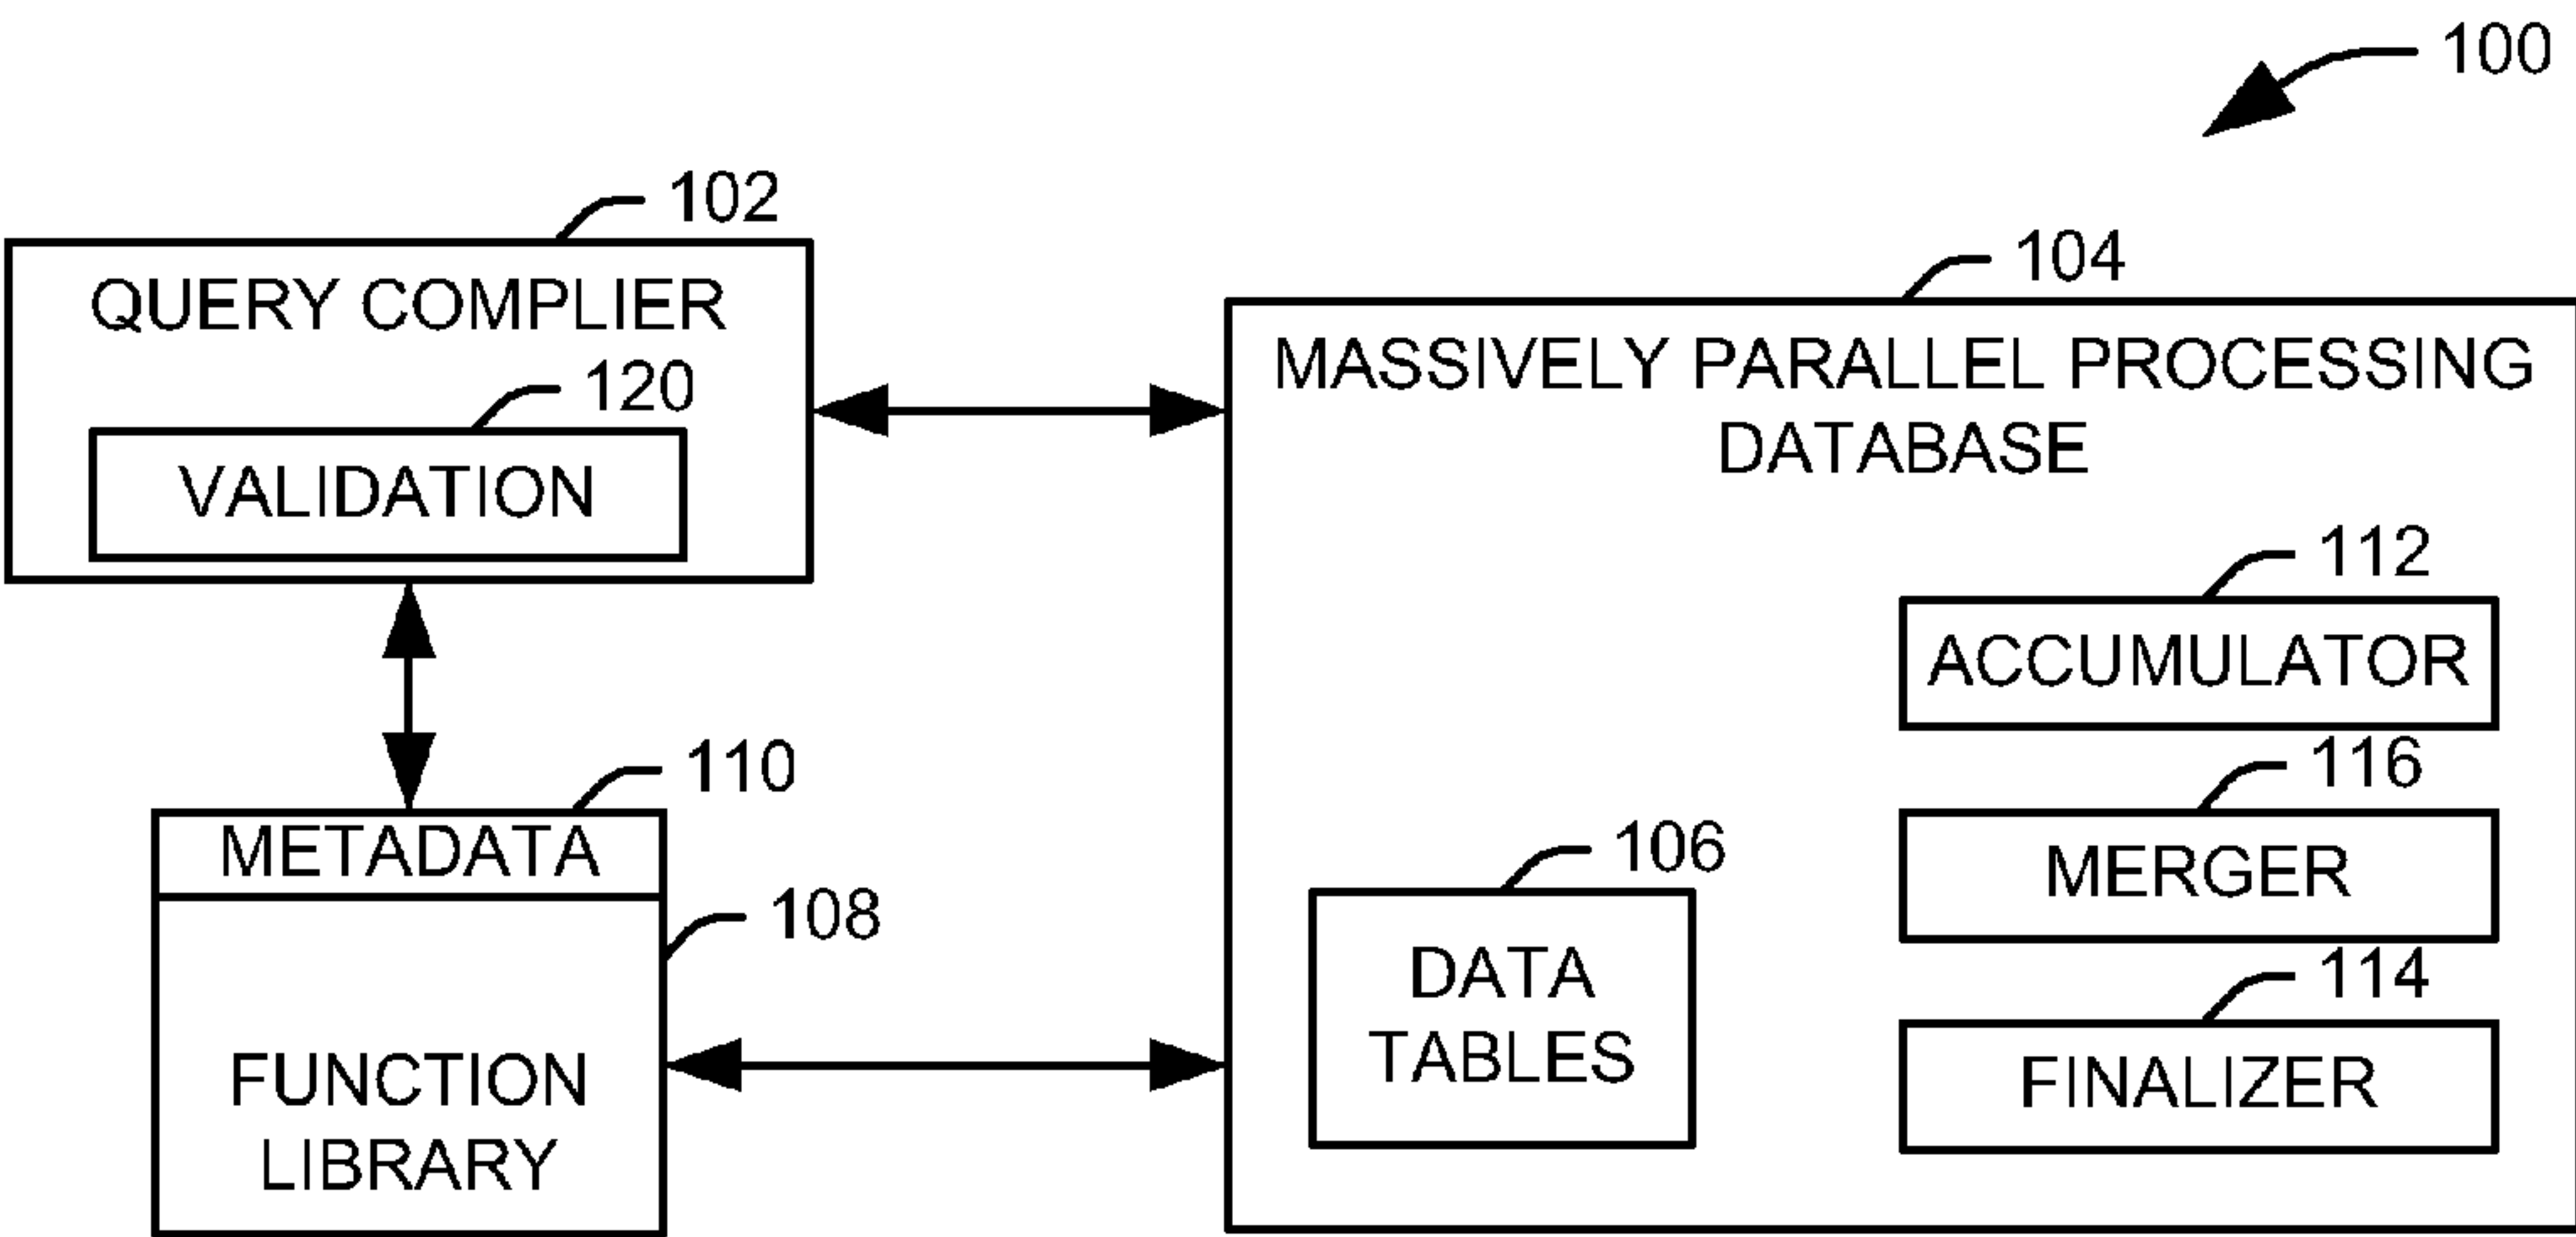 100
102
QUERY COMPLIER
120
VALIDATION
104
MASSIVELY PARALLEL PROCESSING
DATABASE
112
ACCUMULATOR
116
MERGER
114
FINALIZER
106
DATA
TABLES
110
METADATA
108
FUNCTION
LIBRARY